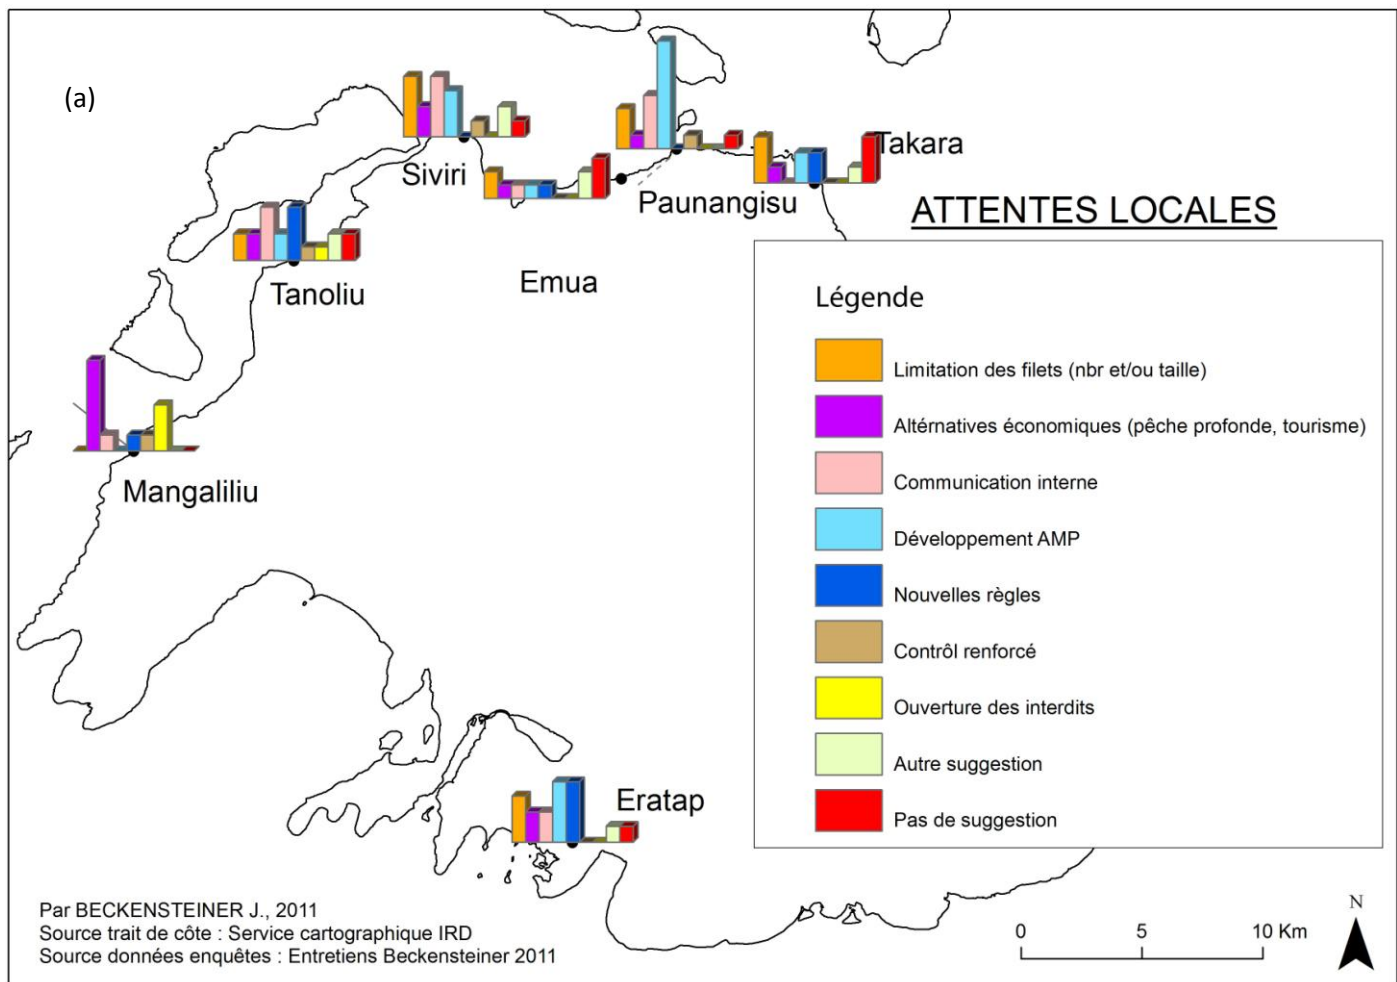 (a)
Siviri
Takara
Paunangisu
ATTENTES LOCALES
Tanoliu
Emua
Mangaliliu
Eratap
Légende
Limitation des filets (nbr et/ou taille)
Altérnatives économiques (pêche profonde, tourisme)
Communication interne
Développement AMP
Nouvelles règles
Contrôl renforcé
Ouverture des interdits
Autre suggestion
Pas de suggestion
Par BECKENSTEINER J., 2011
Source trait de côte : Service cartographique IRD
Source données enquêtes : Entretiens Beckensteiner 2011
0 5 10 Km
N